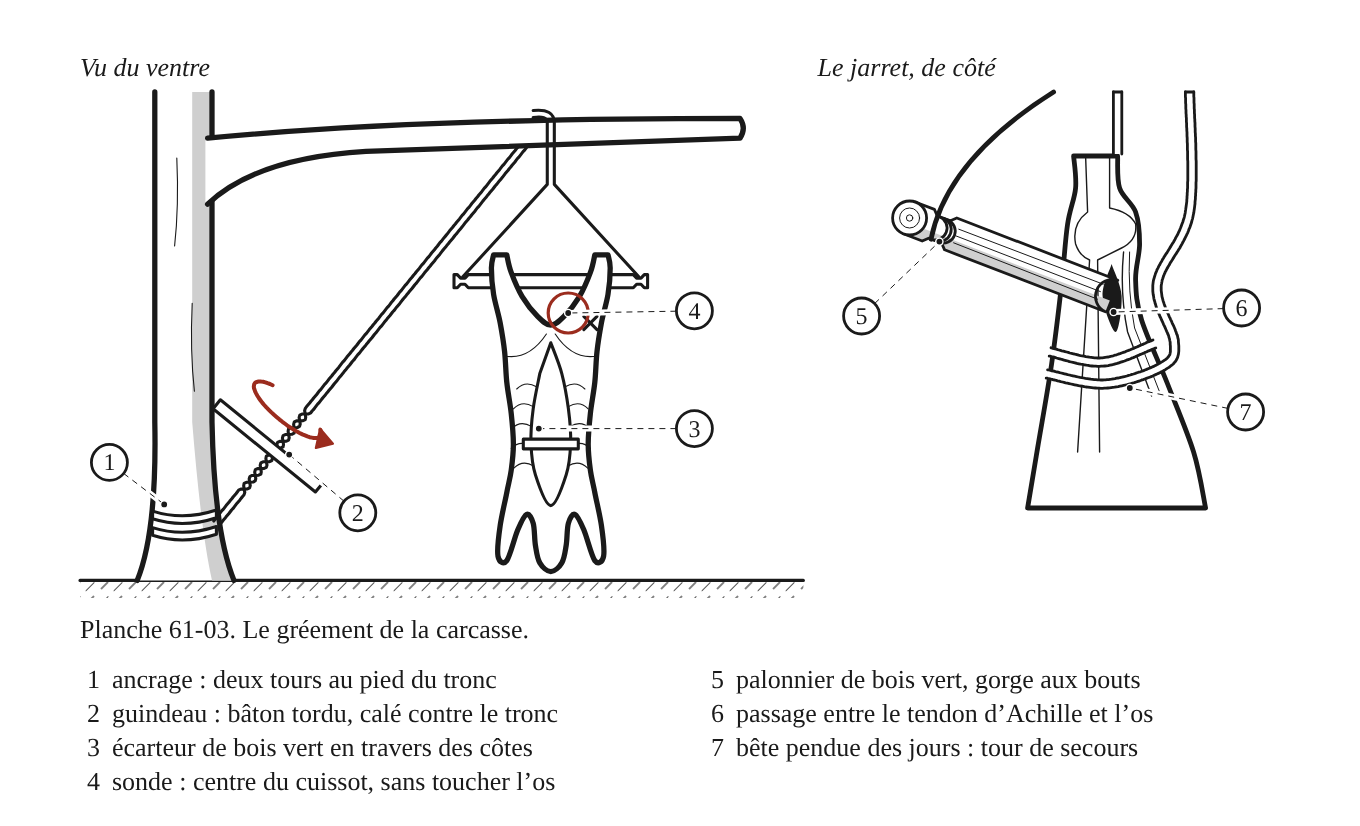 Vu du ventre
Le jarret, de côté
1
2
3
4
5
6
7
Planche 61-03. Le gréement de la carcasse.
1 ancrage : deux tours au pied du tronc
2 guindeau : bâton tordu, calé contre le tronc
3 écarteur de bois vert en travers des côtes
4 sonde : centre du cuissot, sans toucher l’os
5 palonnier de bois vert, gorge aux bouts
6 passage entre le tendon d’Achille et l’os
7 bête pendue des jours : tour de secours